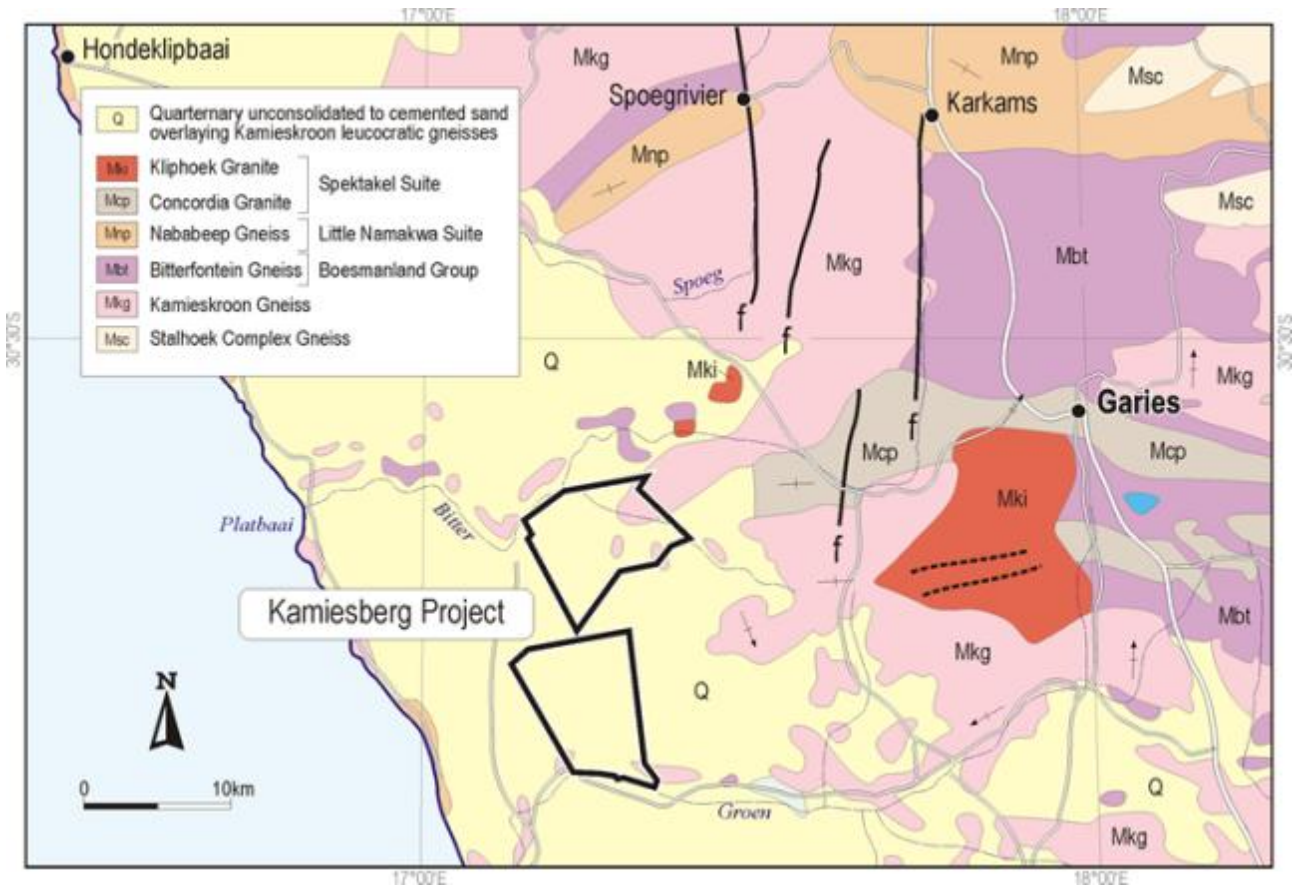 17°00'E
18°00'E
Hondeklipbaai
Mkg
Mnp
Msc
Spoegrivier
Karkams
Q Quarternary unconsolidated to cemented sand
overlaying Kamieskroon leucocratic gneisses
Mki Kliphoek Granite
Spektakel Suite
Mcp Concordia Granite
Mnp Nababeep Gneiss Little Namakwa Suite
Mbt Bitterfontein Gneiss Boesmanland Group
Mkg Kamieskroon Gneiss
Msc Stalhoek Complex Gneiss
Mnp
Msc
Mkg
Mbt
Spoeg
f
f
30°30'S
30°30'S
Q
Mki
Mkg
Garies
f
Mcp
Mcp
Mki
Platbaai
Bitter
f
Kamiesberg Project
Mbt
Mkg
Q
N
0 10km
Groen
Q
Mkg
17°00'E
18°00'E